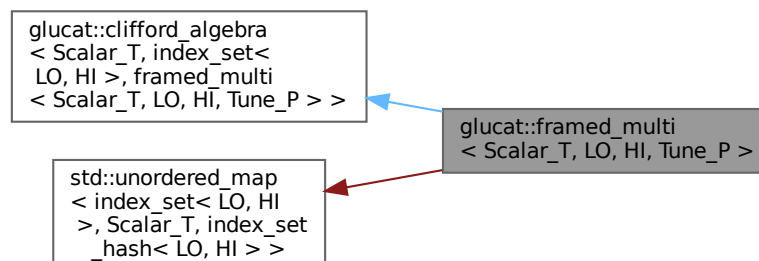 glucat::clifford_algebra
< Scalar_T, index_set<
LO, HI >, framed_multi
< Scalar_T, LO, HI, Tune_P > >
glucat::framed_multi
< Scalar_T, LO, HI, Tune_P >
std::unordered_map
< index_set< LO, HI
>, Scalar_T, index_set
_hash< LO, HI > >